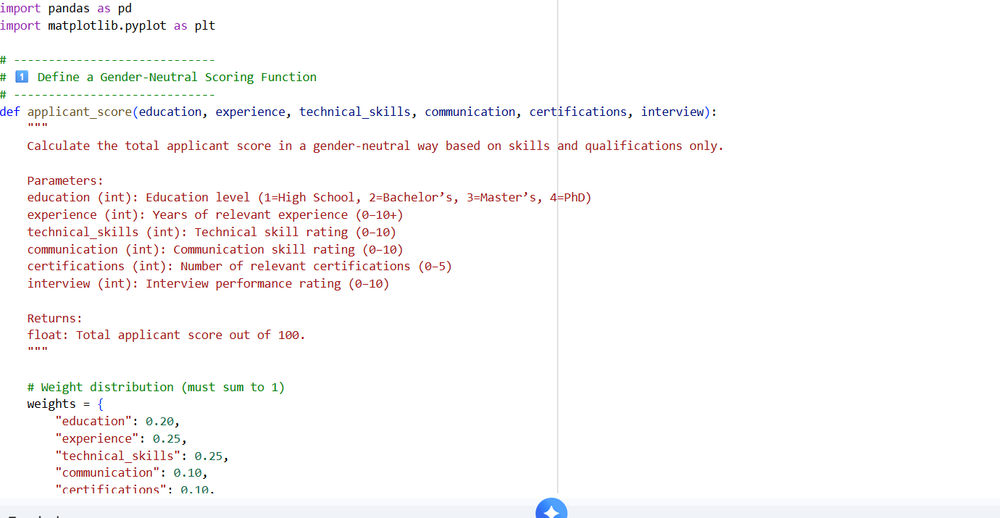 import pandas as pd
import matplotlib.pyplot as plt
# -----------------------------
# 1️⃣ Define a Gender-Neutral Scoring Function
# -----------------------------
def applicant_score(education, experience, technical_skills, communication, certifications, interview):
    """
    Calculate the total applicant score in a gender-neutral way based on skills and qualifications only.
    Parameters:
    education (int): Education level (1=High School, 2=Bachelor’s, 3=Master’s, 4=PhD)
    experience (int): Years of relevant experience (0–10+)
    technical_skills (int): Technical skill rating (0–10)
    communication (int): Communication skill rating (0–10)
    certifications (int): Number of relevant certifications (0–5)
    interview (int): Interview performance rating (0–10)
    Returns:
    float: Total applicant score out of 100.
    """
    # Weight distribution (must sum to 1)
    weights = {
        "education": 0.20,
        "experience": 0.25,
        "technical_skills": 0.25,
        "communication": 0.10,
        "certifications": 0.10,